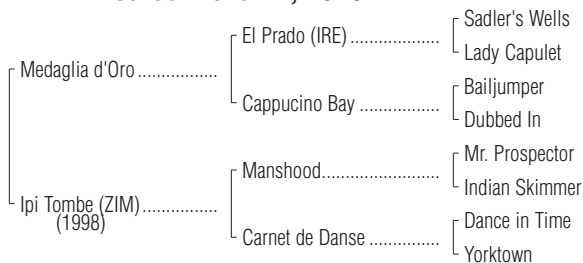 Sadler's Wells
El Prado (IRE) ....................
Lady Capulet
Medaglia d'Oro .................
Bailjumper
Cappucino Bay ..................
Dubbed In
Mr. Prospector
Manshood..........................
Indian Skimmer
Ipi Tombe (ZIM) .................
(1998)
Dance in Time
Carnet de Danse ................
Yorktown